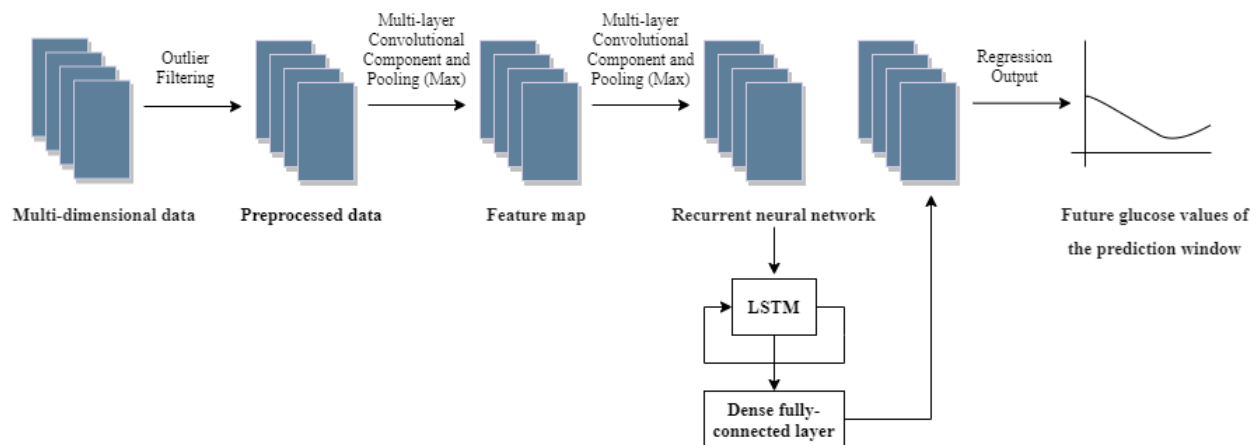 Outlier
Filtering
Multi-layer
Convolutional
Component and
Pooling (Max)
Multi-layer
Convolutional
Component and
Pooling (Max)
Regression
Output
Multi-dimensional data
Preprocessed data
Feature map
Recurrent neural network
Future glucose values of
the prediction window
LSTM
Dense fully-
connected layer